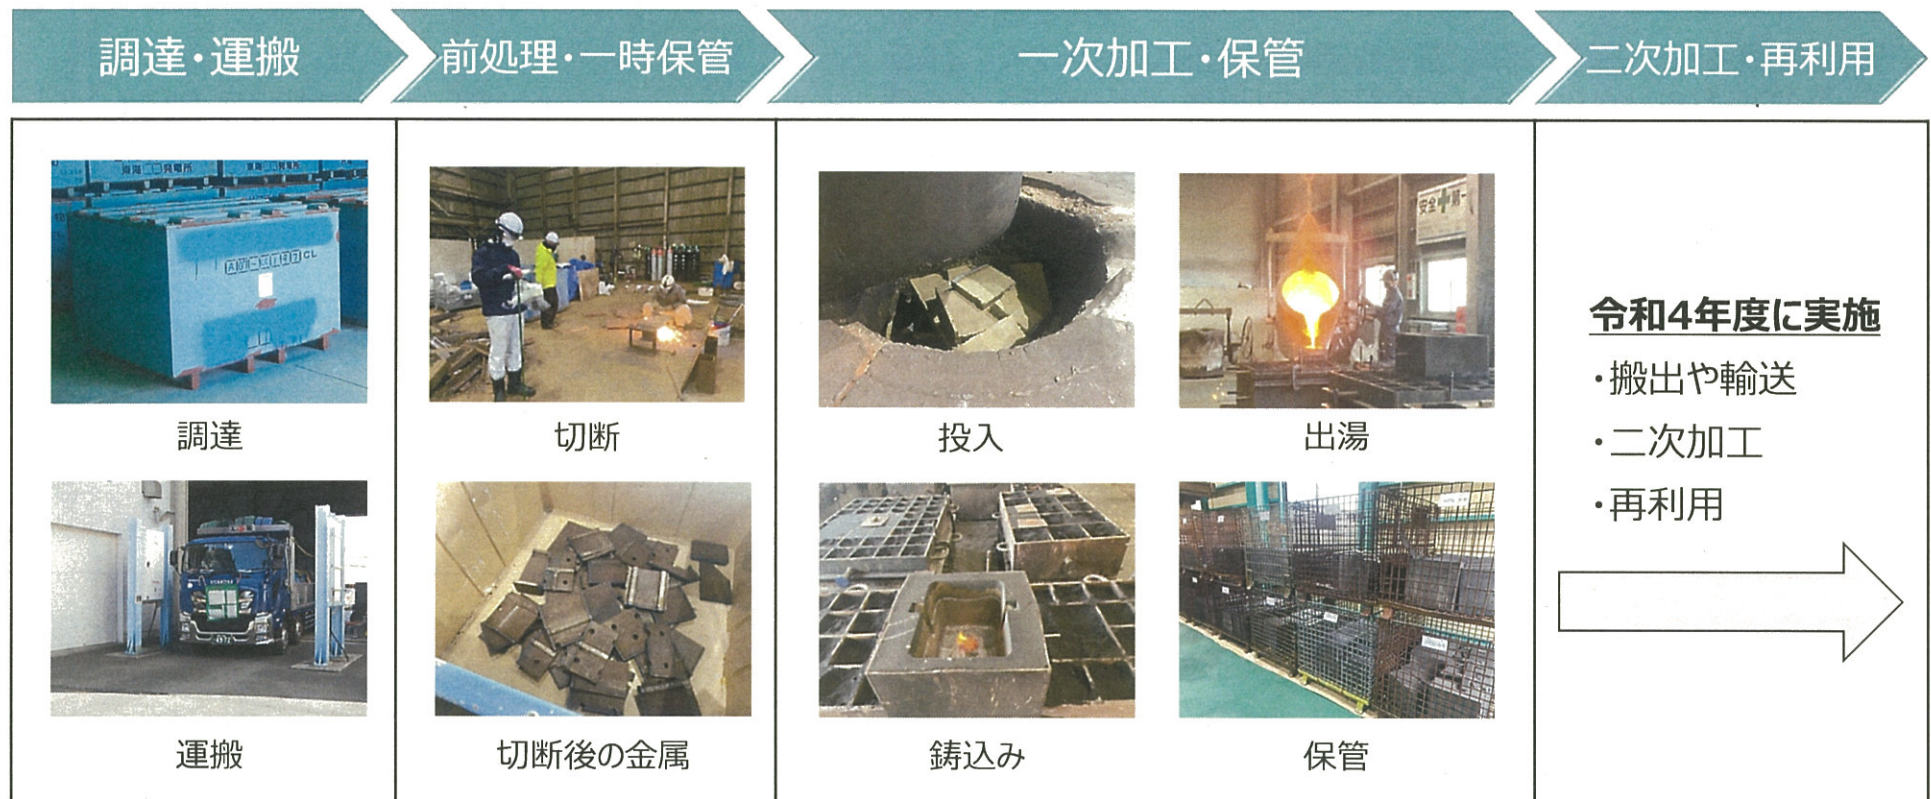 調達・運搬
前処理・一時保管
一次加工・保管
二次加工・再利用
調達
運搬
切断
切断後の金属
投入
出湯
安全
鋳込み
保管
令和4年度に実施
・搬出や輸送
・二次加工
・再利用